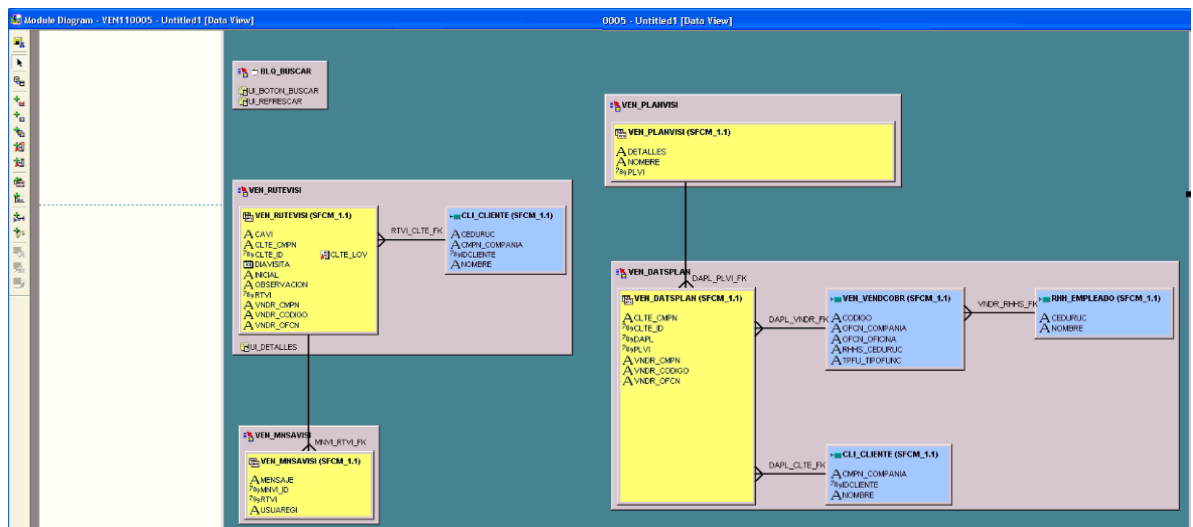 Module Diagram - VEN110005 - Untitled1 [Data View]
BLQ_BUSCAR
UI_BOTON_BUSCAR
UI_REFRESCAR
VEN_RUTEVISI
VEN_RUTEVISI (SFCM_1.1)
CAVI
CLTE_CMPN
CLTE_ID
CLTE_LOV
DIAVISITA
INICIAL
OBSERVACION
RTVI
VNDR_CMPN
VNDR_CODIGO
VNDR_OFCN
UI_DETALLES
RTVI_CLTE_FK
CLI_CLIENTE (SFCM_1.1)
CEDURUC
CMPN_COMPANIA
IDCLIENTE
NOMBRE
VEN_MNSAVISI
MNVI_RTVI_FK
VEN_MNSAVISI (SFCM_1.1)
MENSAJE
MNVI_ID
RTVI
USUAREGI
0005 - Untitled1 [Data View]
VEN_PLANVISI
VEN_PLANVISI (SFCM_1.1)
DETALLES
NOMBRE
PLVI
VEN_DATSPLAN
DAPL_PLVI_FK
VEN_DATSPLAN (SFCM_1.1)
CLTE_CMPN
CLTE_ID
DAPL
PLVI
VNDR_CMPN
VNDR_CODIGO
VNDR_OFCN
DAPL_VNDR_FK
VEN_VENDCOBR (SFCM_1.1)
CODIGO
OFCN_COMPANIA
OFCN_OFICINA
RHHS_CEDURUC
TPFU_TIPOFUNC
VNDR_RHHS_FK
RHH_EMPLEADO (SFCM_1.1)
CEDURUC
NOMBRE
DAPL_CLTE_FK
CLI_CLIENTE (SFCM_1.1)
CMPN_COMPANIA
IDCLIENTE
NOMBRE